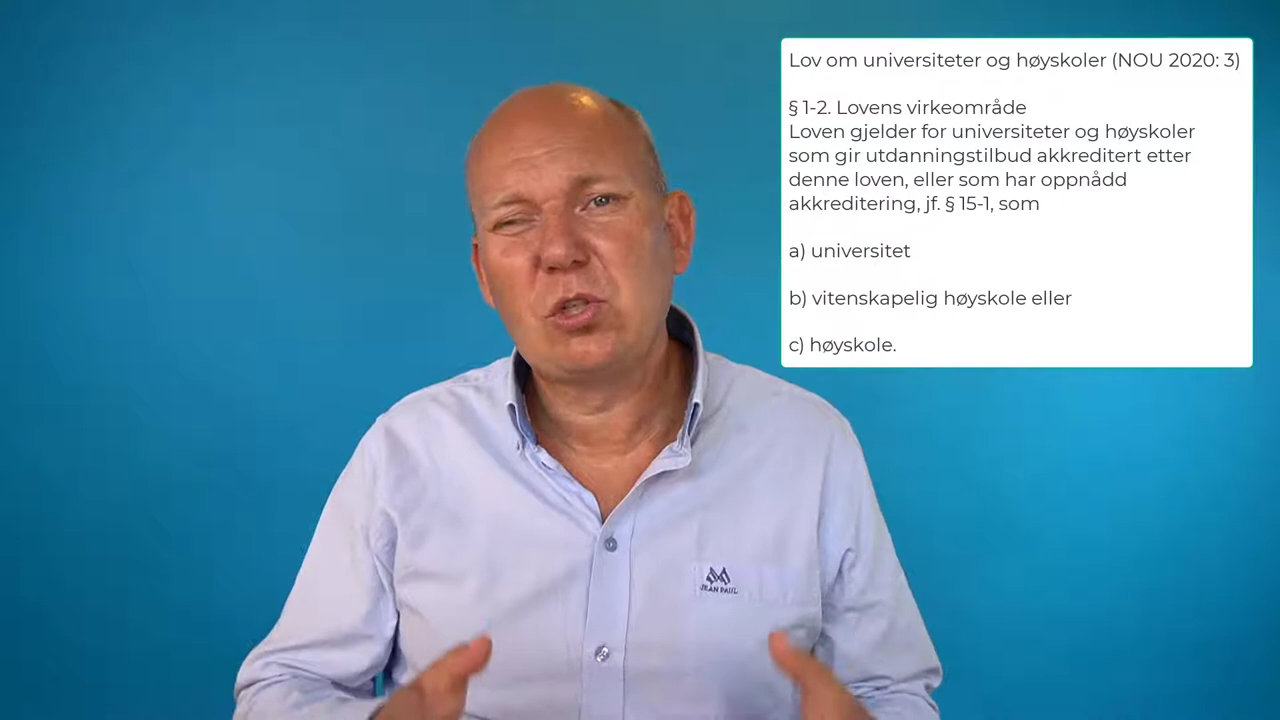 Lov om universiteter og høyskoler (NOU 2020: 3)
§ 1-2. Lovens virkeområde
Loven gjelder for universiteter og høyskoler
som gir utdanningstilbud akkreditert etter
denne loven, eller som har oppnådd
akkreditering, jf. § 15-1, som
a) universitet
b) vitenskapelig høyskole eller
c) høyskole.
JEAN PAUL